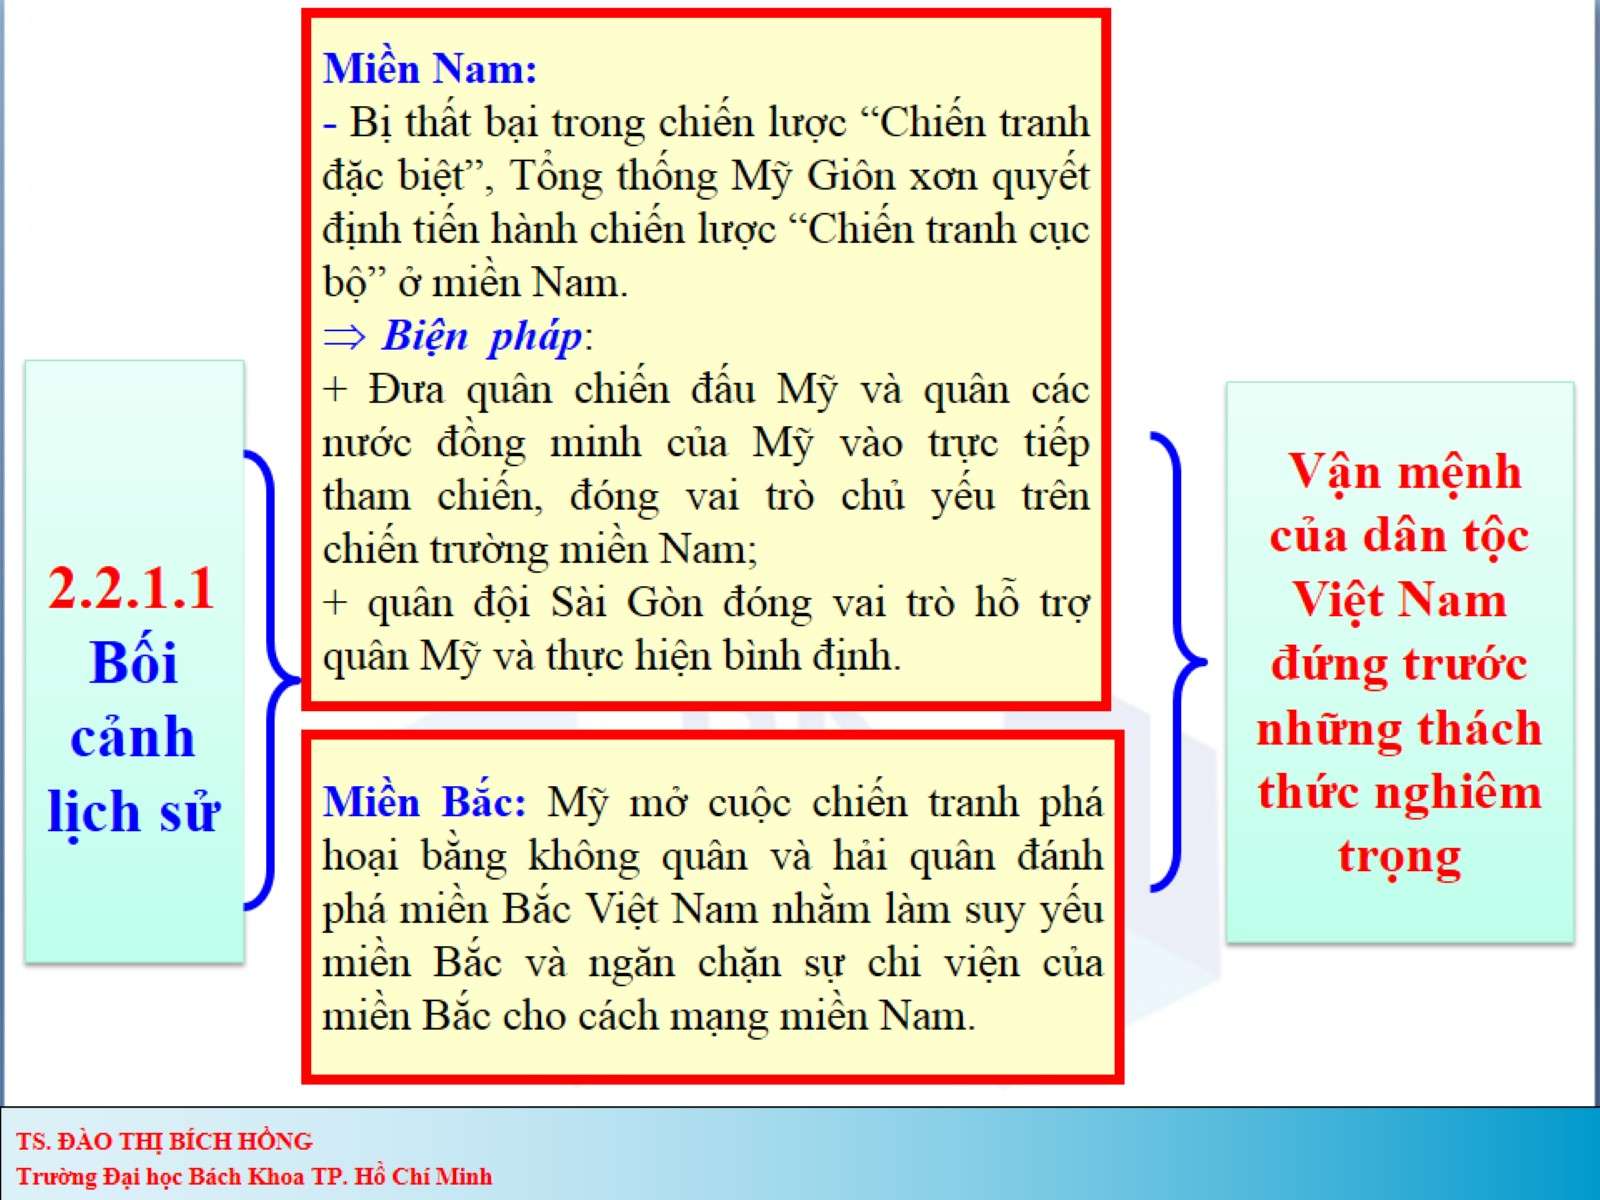 2.2.1.1
Bối
cảnh
lịch sử
Miền Nam:
- Bị thất bại trong chiến lược “Chiến tranh
đặc biệt”, Tổng thống Mỹ Giôn xơn quyết
định tiến hành chiến lược “Chiến tranh cục
bộ” ở miền Nam.
⇒ Biện pháp:
+ Đưa quân chiến đấu Mỹ và quân các
nước đồng minh của Mỹ vào trực tiếp
tham chiến, đóng vai trò chủ yếu trên
chiến trường miền Nam;
+ quân đội Sài Gòn đóng vai trò hỗ trợ
quân Mỹ và thực hiện bình định.
Miền Bắc: Mỹ mở cuộc chiến tranh phá
hoại bằng không quân và hải quân đánh
phá miền Bắc Việt Nam nhằm làm suy yếu
miền Bắc và ngăn chặn sự chi viện của
miền Bắc cho cách mạng miền Nam.
Vận mệnh
của dân tộc
Việt Nam
đứng trước
những thách
thức nghiêm
trọng
TS. ĐÀO THỊ BÍCH HỒNG
Trường Đại học Bách Khoa TP. Hồ Chí Minh